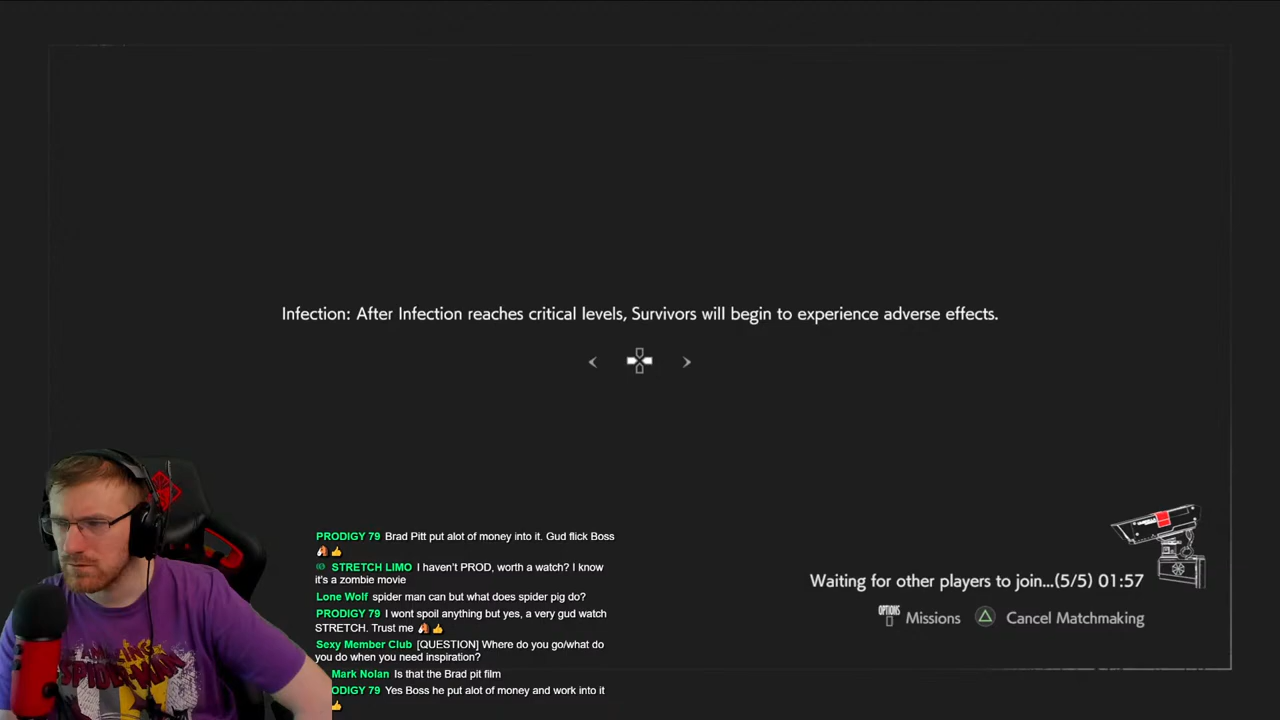 Infection: After Infection reaches critical levels, Survivors will begin to experience adverse effects.
PRODIGY 79 Brad Pitt put alot of money into it. Gud flick Boss
STRETCH LIMO I haven't PROD, worth a watch? I know
it's a zombie movie
Lone Wolf spider man can but what does spider pig do?
PRODIGY 79 I wont spoil anything but yes, a very gud watch
STRETCH. Trust me
Sexy Member Club [QUESTION] Where do you go/what do
you do when you need inspiration?
Mark Nolan Is that the Brad pit film
ODIGY 79 Yes Boss he put alot of money and work into it
Waiting for other players to join...(5/5) 01:57
OPTIONS Missions Cancel Matchmaking
SPIDER-MAN